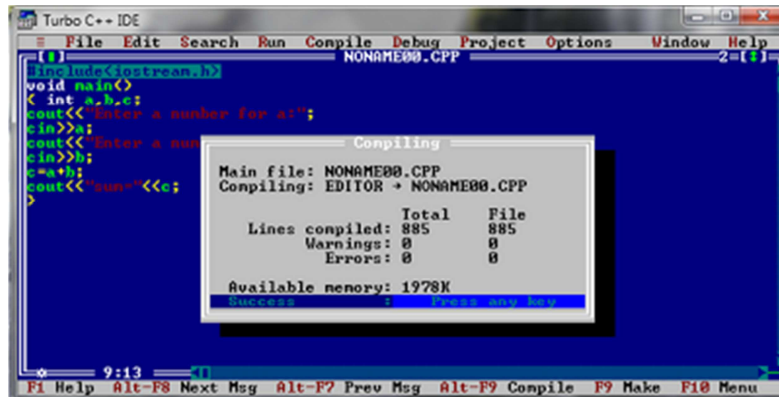 Turbo C++ IDE
≡ File Edit Search Run Compile Debug Project Options Window Help
[■] NONAME00.CPP 2=[↕]
#include<iostream.h>
void main()
{ int a,b,c;
cout<<"Enter a number for a:";
cin>>a;
cout<<"Enter a num
cin>>b;
c=a+b;
cout<<"sum="<<c;
}
Compiling
Main file: NONAME00.CPP
Compiling: EDITOR → NONAME00.CPP
Total File
Lines compiled: 885 885
Warnings: 0 0
Errors: 0 0
Available memory: 1978K
Success : Press any key
9:13
F1 Help Alt-F8 Next Msg Alt-F7 Prev Msg Alt-F9 Compile F9 Make F10 Menu